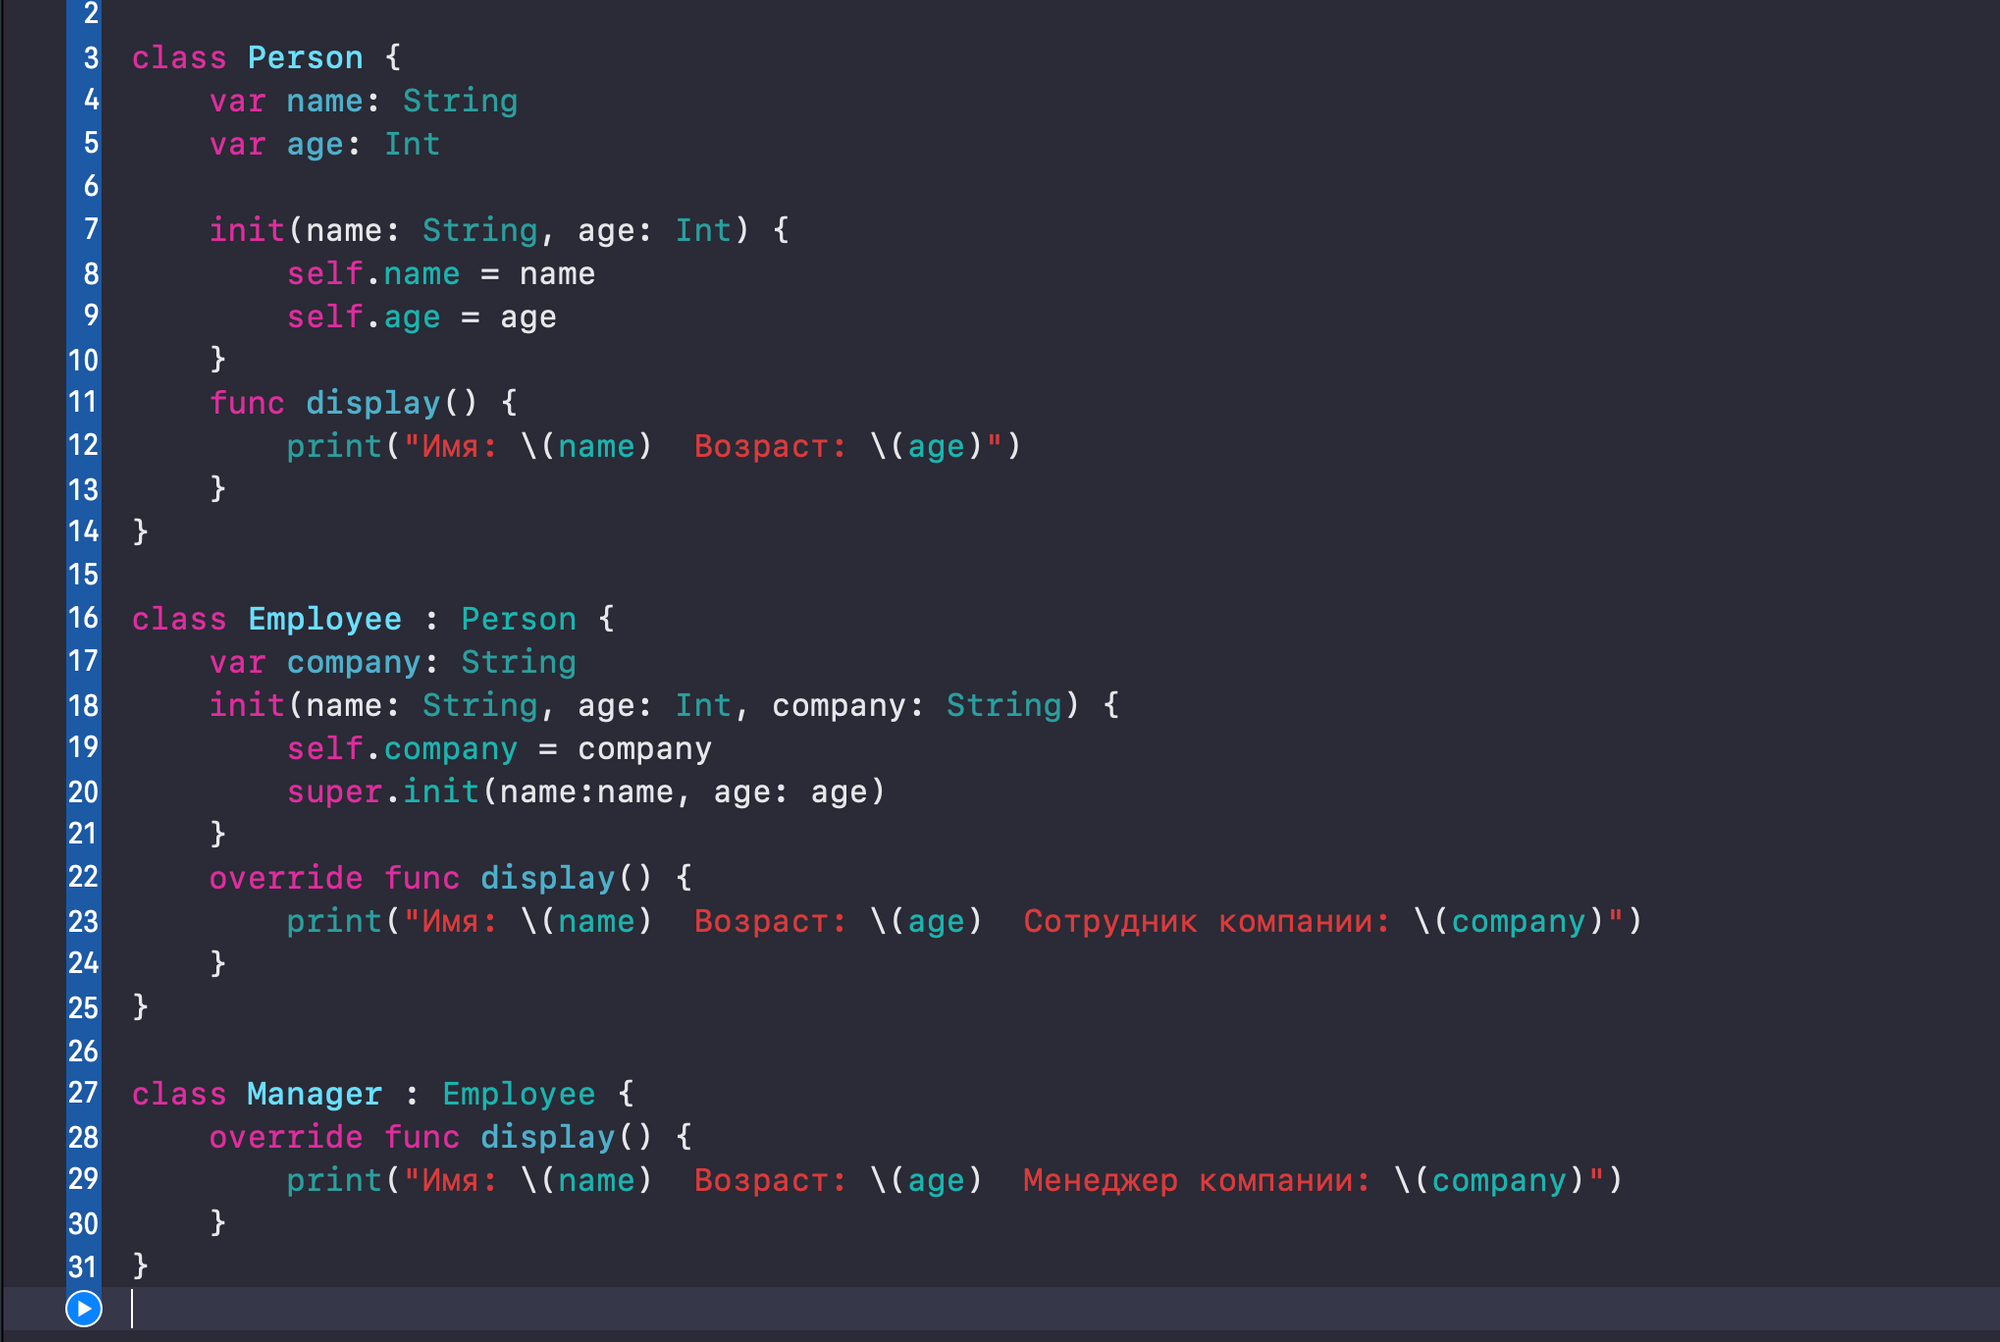 2
3 class Person {
4 var name: String
5 var age: Int
6
7 init(name: String, age: Int) {
8 self.name = name
9 self.age = age
10 }
11 func display() {
12 print("Имя: \(name)  Возраст: \(age)")
13 }
14 }
15
16 class Employee : Person {
17 var company: String
18 init(name: String, age: Int, company: String) {
19 self.company = company
20 super.init(name:name, age: age)
21 }
22 override func display() {
23 print("Имя: \(name)  Возраст: \(age)  Сотрудник компании: \(company)")
24 }
25 }
26
27 class Manager : Employee {
28 override func display() {
29 print("Имя: \(name)  Возраст: \(age)  Менеджер компании: \(company)")
30 }
31 }